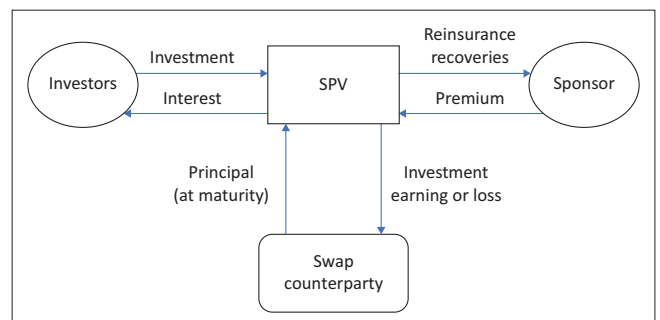 Investors
Investment
Interest
SPV
Reinsurance
recoveries
Premium
Sponsor
Principal
(at maturity)
Investment
earning or loss
Swap
counterparty